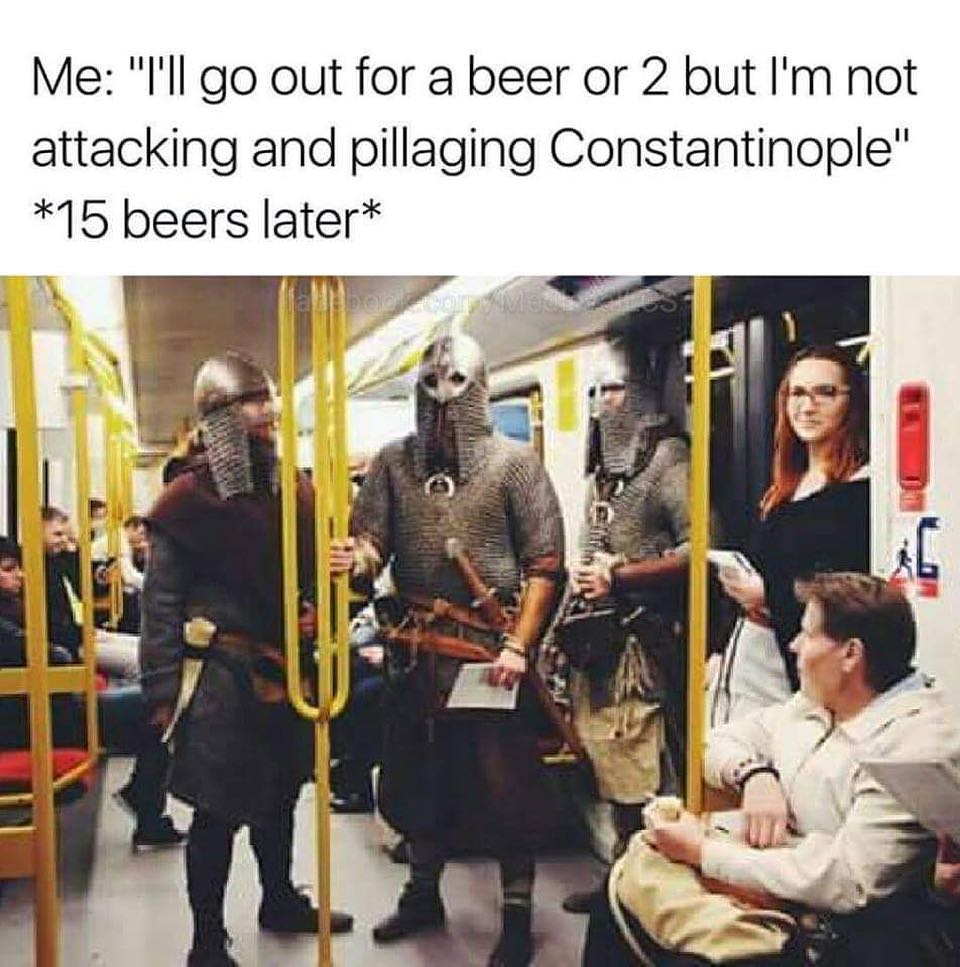 Me: "I'll go out for a beer or 2 but I'm not
attacking and pillaging Constantinople"
*15 beers later*